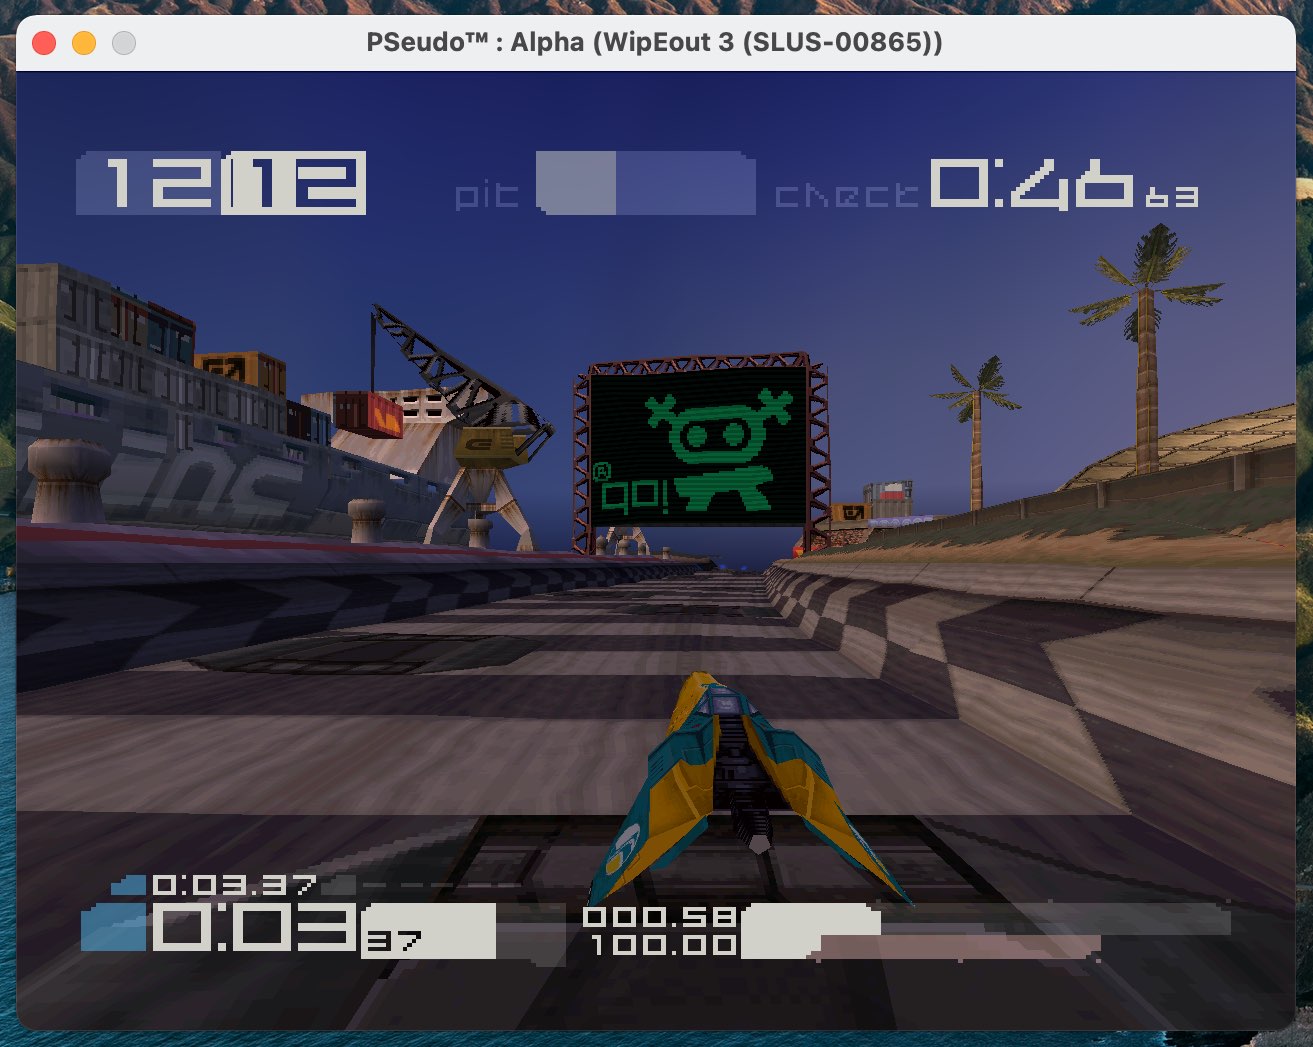 PSeudo™ : Alpha (WipEout 3 (SLUS-00865))
12 12
pit
check 0:46 63
® qoi
0:03.37
0:03 37
000.58
100.00